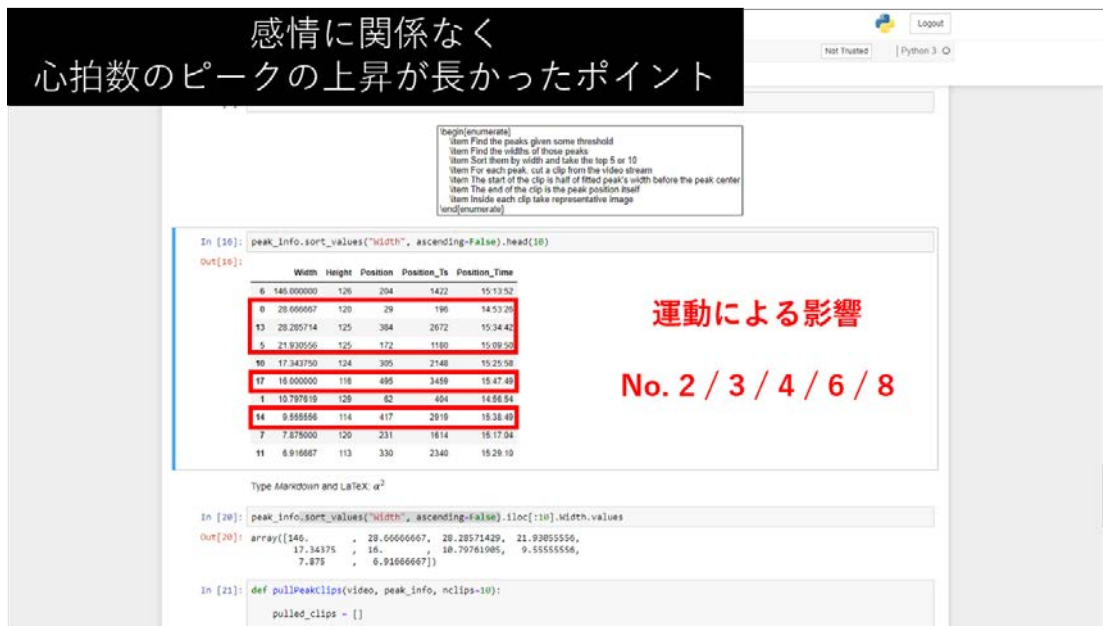 感情に関係なく
心拍数のピークの上昇が長かったポイント
Logout
Not Trusted
Python 3
\begin{enumerate}
\item Find the peaks given some threshold
\item Find the widths of those peaks
\item Sort them by width and take the top 5 or 10
\item For each peak, cut a clip from the video stream
\item The start of the clip is half of fitted peak's width before the peak center
\item The end of the clip is the peak position itself
\item Inside each clip take representative image
\end{enumerate}
In [16]: peak_info.sort_values("Width", ascending=False).head(10)
Out[16]:
Width Height Position Position_Ts Position_Time
6 146.000000 126 204 1422 15:13:52
0 28.666667 120 29 196 14:53:26
13 28.285714 125 384 2672 15:34:42
5 21.930556 125 172 1180 15:09:50
16 17.343750 124 305 2148 15:25:58
17 16.000000 116 495 3459 15:47:49
1 10.797619 129 62 404 14:56:54
14 9.555556 114 417 2919 15:38:49
7 7.875000 120 231 1614 15:17:04
11 6.916667 113 330 2340 15:29:10
運動による影響
No. 2 / 3 / 4 / 6 / 8
Type Markdown and LaTeX: α²
In [20]: peak_info.sort_values("Width", ascending=False).iloc[:10].Width.values
Out[20]: array([146. , 28.66666667, 28.28571429, 21.93055556,
17.34375 , 16. , 10.79761905, 9.55555556,
7.875 , 6.91666667])
In [21]: def pullPeakClips(video, peak_info, nclips=10):
pulled_clips = []